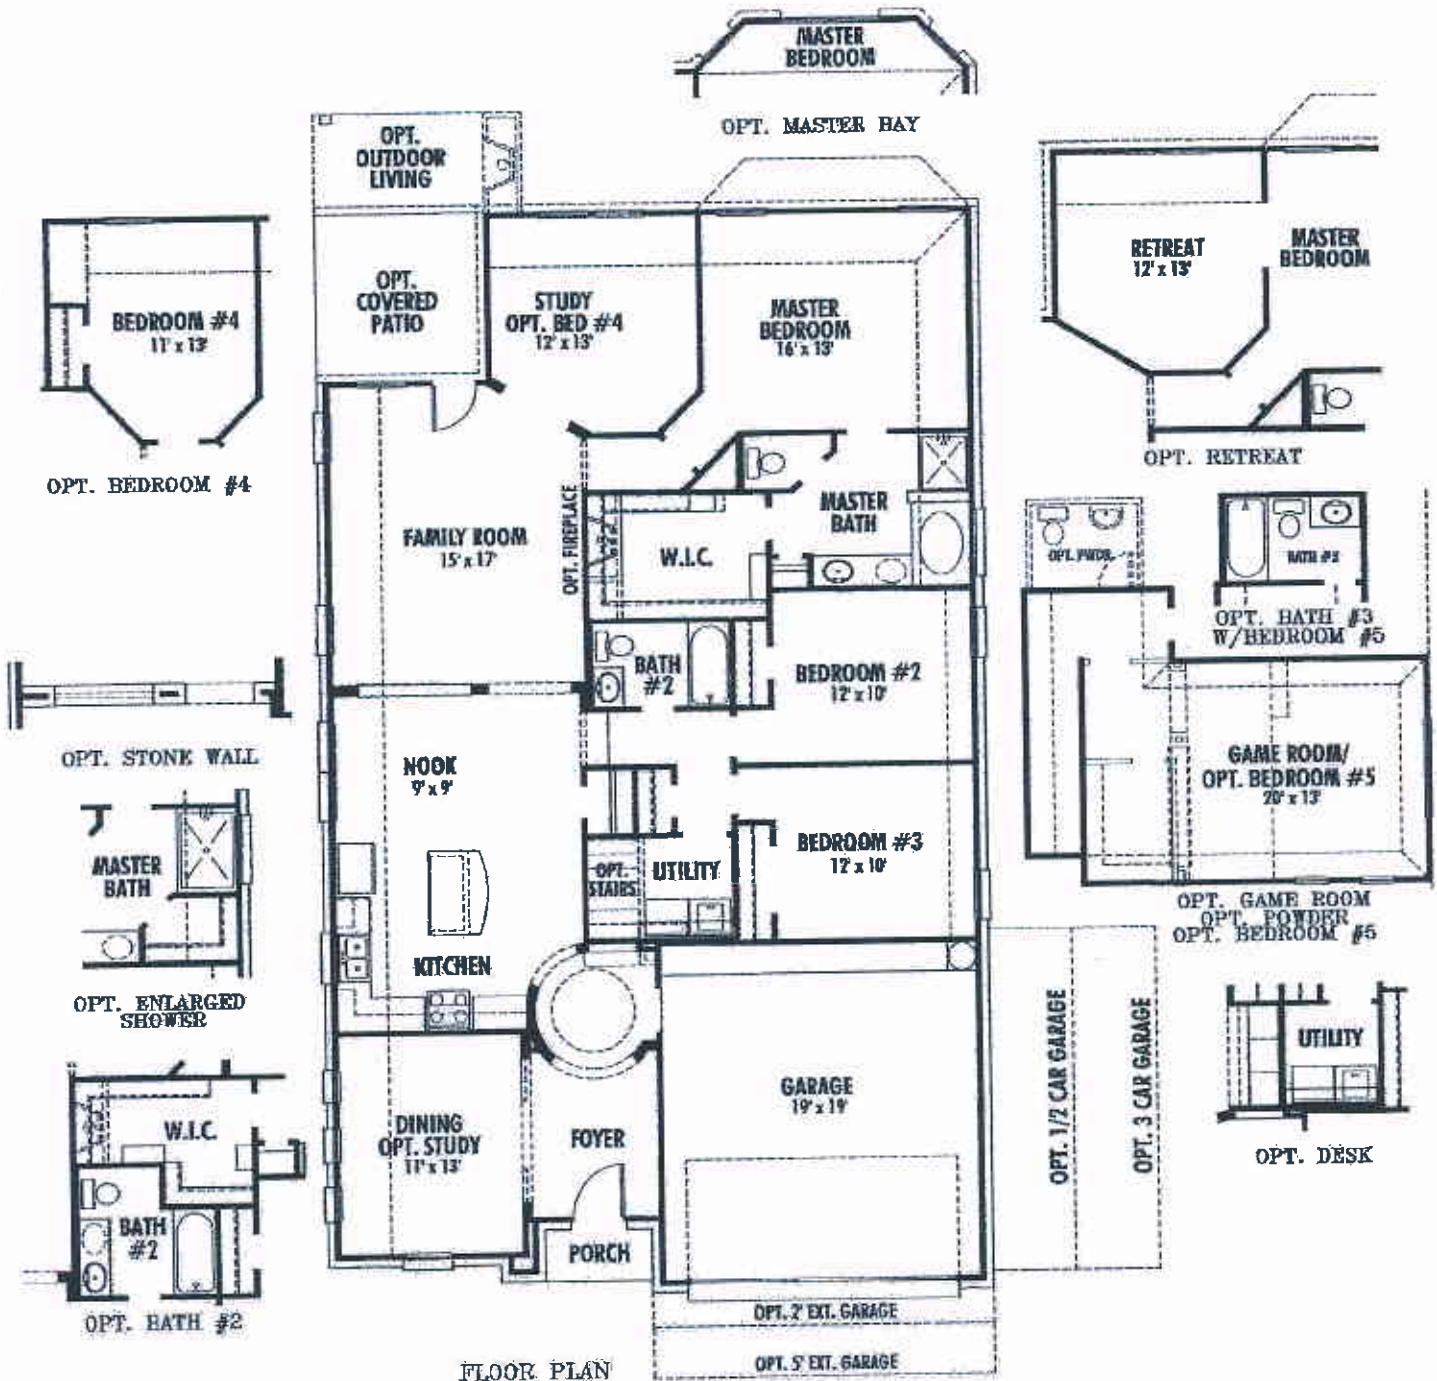 MASTER
BEDROOM
OPT. MASTER BAY
OPT.
OUTDOOR
LIVING
OPT.
COVERED
PATIO
STUDY
OPT. BED #4
12' x 13'
MASTER
BEDROOM
16' x 13'
BEDROOM #4
11' x 13'
OPT. BEDROOM #4
RETREAT
12' x 13'
MASTER
BEDROOM
OPT. RETREAT
FAMILY ROOM
15' x 17'
OPT. FIREPLACE
W.I.C.
MASTER
BATH
OPT. PWDR.
BATH #3
OPT. BATH #3
W/BEDROOM #5
BATH
#2
BEDROOM #2
12' x 10'
OPT. STONE WALL
NOOK
9' x 9'
GAME ROOM/
OPT. BEDROOM #5
20' x 13'
OPT. GAME ROOM
OPT. POWDER
OPT. BEDROOM #5
MASTER
BATH
OPT. ENLARGED
SHOWER
OPT.
STAIRS
UTILITY
BEDROOM #3
12' x 10'
KITCHEN
DINING
OPT. STUDY
11' x 13'
FOYER
PORCH
GARAGE
19' x 19'
OPT. 1/2 CAR GARAGE
OPT. 3 CAR GARAGE
UTILITY
OPT. DESK
W.I.C.
BATH
#2
OPT. BATH #2
OPT. 2' EXT. GARAGE
OPT. 5' EXT. GARAGE
FLOOR PLAN